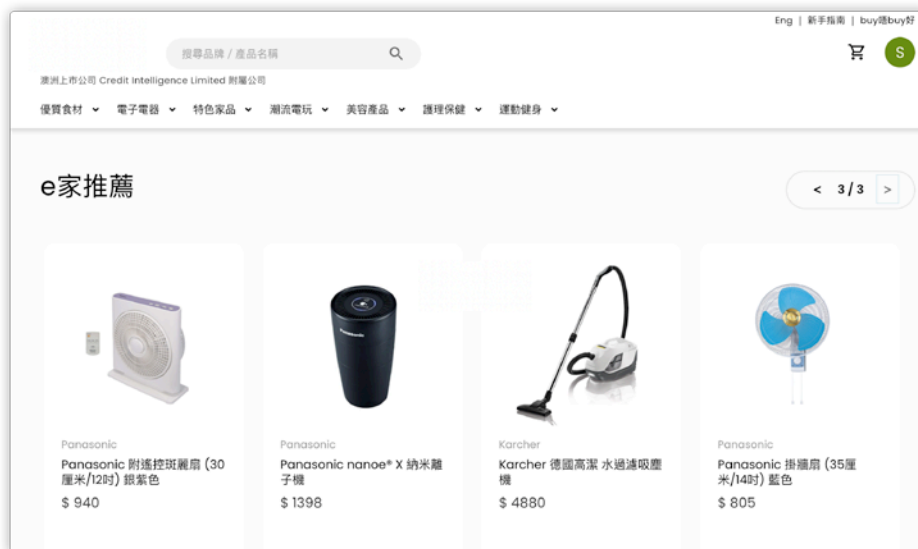 Eng | 新手指南 | buy唔buy好
搜尋品牌 / 產品名稱
S
澳洲上市公司 Credit Intelligence Limited 附屬公司
優質食材 電子電器 特色家品 潮流電玩 美容產品 護理保健 運動健身
e家推薦
< 3 / 3 >
Panasonic
Panasonic
Panasonic 附遙控斑麗扇 (30
厘米/12吋) 銀紫色
$ 940
Panasonic
Panasonic nanoe® X 納米離
子機
$ 1398
Karcher
Karcher 德國高潔 水過濾吸塵
機
$ 4880
Panasonic
Panasonic 掛牆扇 (35厘
米/14吋) 藍色
$ 805